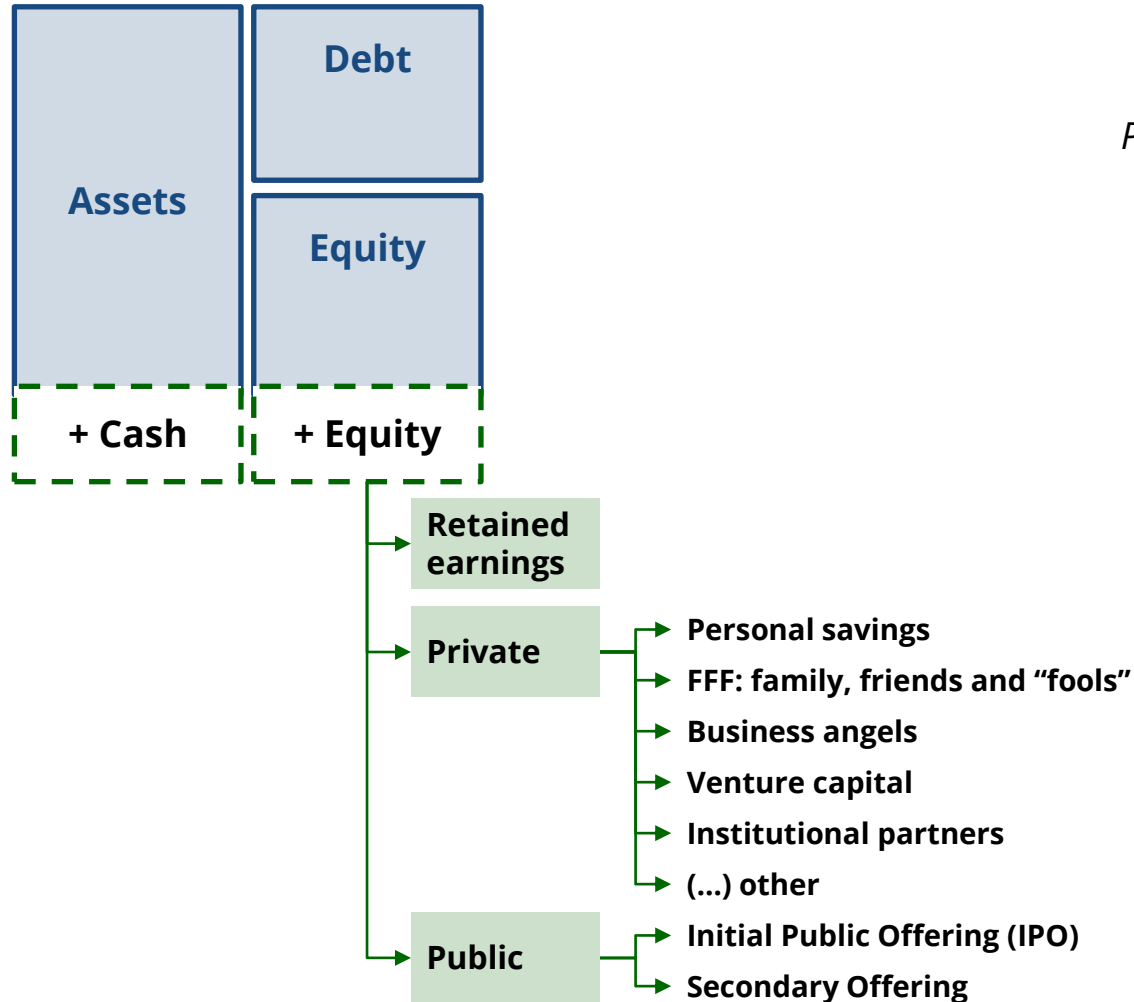 Debt
Assets
Equity
+ Cash
+ Equity
Retained
earnings
Private
Personal savings
FFF: family, friends and “fools”
Business angels
Venture capital
Institutional partners
(...) other
Public
Initial Public Offering (IPO)
Secondary Offering